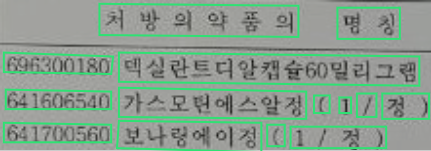 처 방 의 약 품 의 명 칭
696300180 덱실란트디알캡슐60밀리그램
641606540 가스모틴에스알정 ( 1 / 정 )
641700560 보나링에이정 ( 1 / 정 )